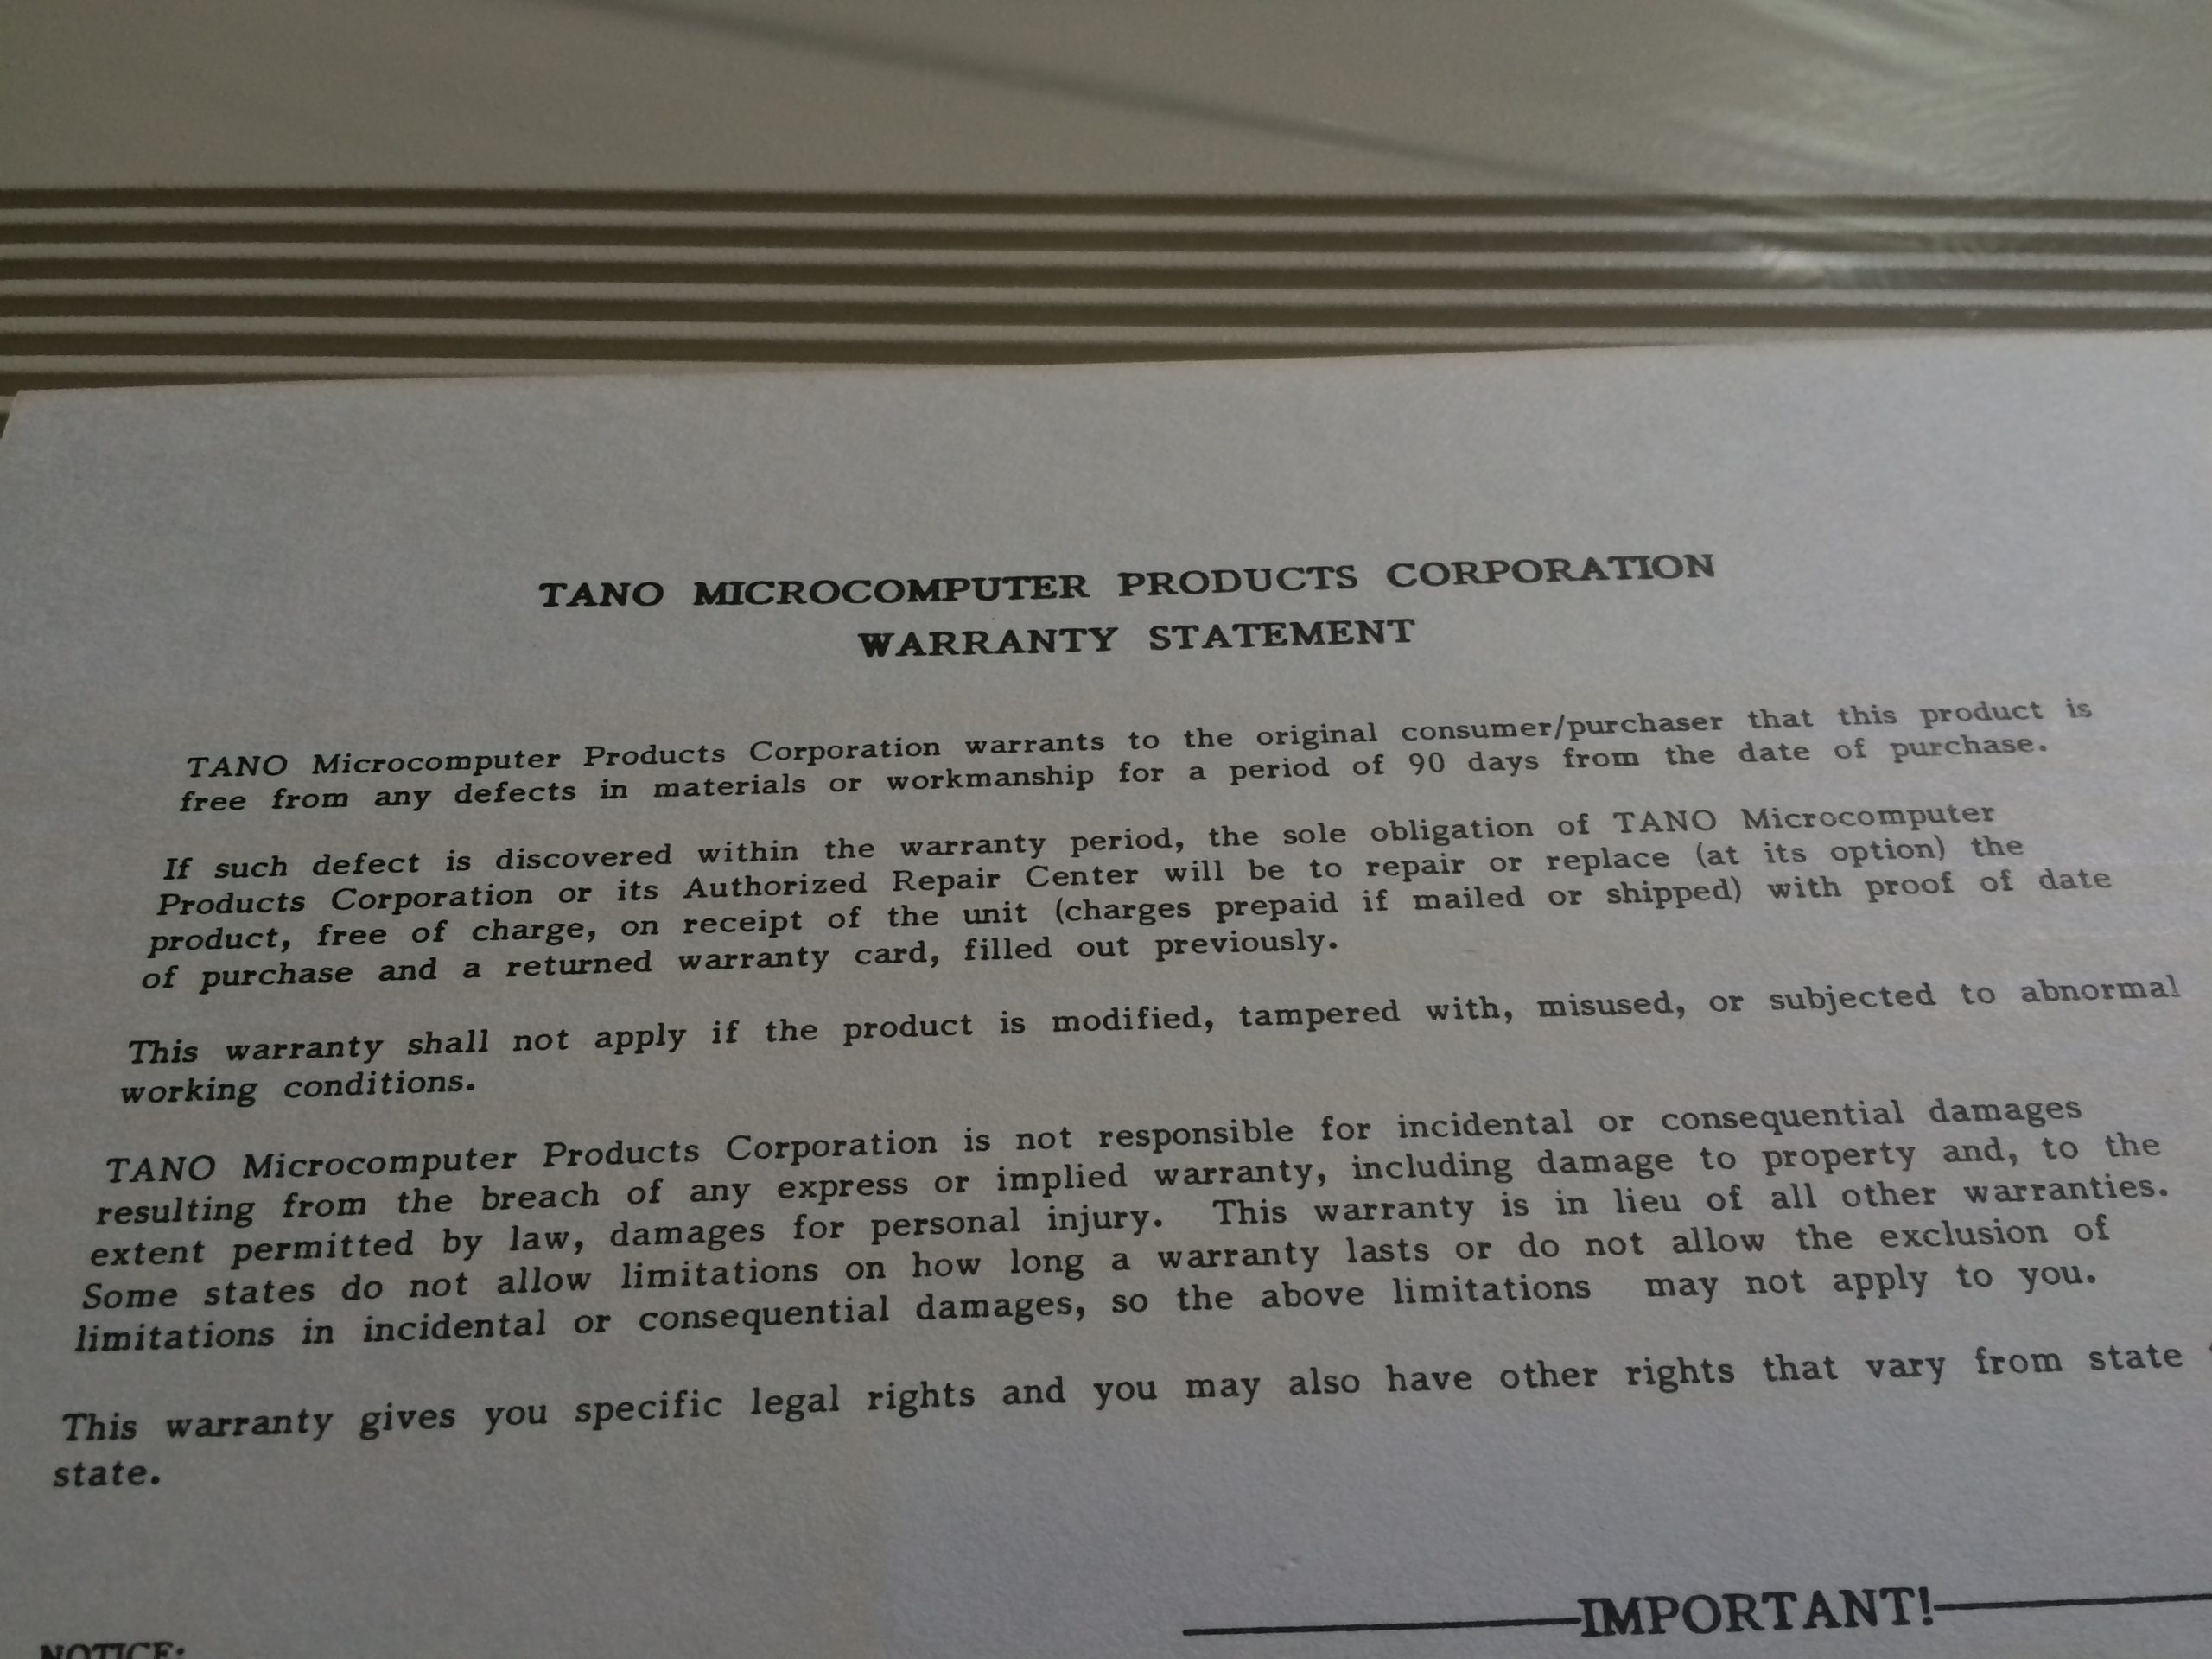 TANO MICROCOMPUTER PRODUCTS CORPORATION
WARRANTY STATEMENT
TANO Microcomputer Products Corporation warrants to the original consumer/purchaser that this product is
free from any defects in materials or workmanship for a period of 90 days from the date of purchase.
If such defect is discovered within the warranty period, the sole obligation of TANO Microcomputer
Products Corporation or its Authorized Repair Center will be to repair or replace (at its option) the
product, free of charge, on receipt of the unit (charges prepaid if mailed or shipped) with proof of date
of purchase and a returned warranty card, filled out previously.
This warranty shall not apply if the product is modified, tampered with, misused, or subjected to abnormal
working conditions.
TANO Microcomputer Products Corporation is not responsible for incidental or consequential damages
resulting from the breach of any express or implied warranty, including damage to property and, to the
extent permitted by law, damages for personal injury. This warranty is in lieu of all other warranties.
Some states do not allow limitations on how long a warranty lasts or do not allow the exclusion of
limitations in incidental or consequential damages, so the above limitations may not apply to you.
This warranty gives you specific legal rights and you may also have other rights that vary from state
state.
IMPORTANT!
NOTICE: